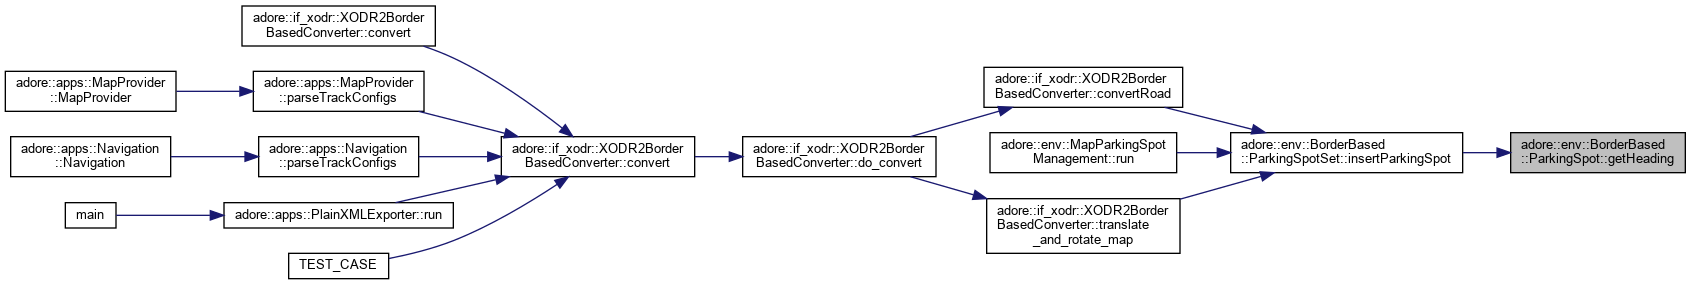 adore::if_xodr::XODR2Border
BasedConverter::convert
adore::apps::MapProvider
::MapProvider
adore::apps::MapProvider
::parseTrackConfigs
adore::if_xodr::XODR2Border
BasedConverter::convertRoad
adore::apps::Navigation
::Navigation
adore::apps::Navigation
::parseTrackConfigs
adore::if_xodr::XODR2Border
BasedConverter::convert
adore::if_xodr::XODR2Border
BasedConverter::do_convert
adore::env::MapParkingSpot
Management::run
adore::env::BorderBased
::ParkingSpotSet::insertParkingSpot
adore::env::BorderBased
::ParkingSpot::getHeading
main
adore::apps::PlainXMLExporter::run
adore::if_xodr::XODR2Border
BasedConverter::translate
_and_rotate_map
TEST_CASE